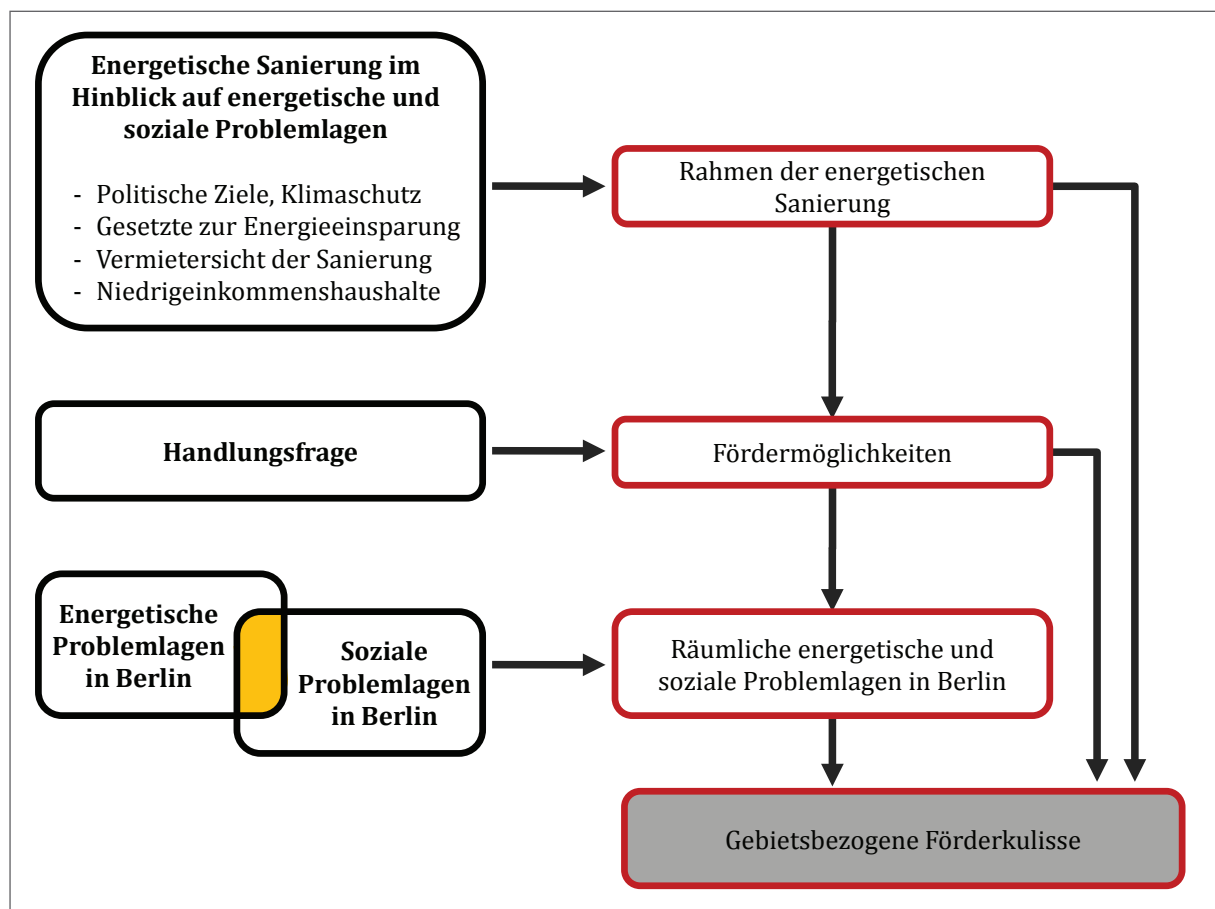 Energetische Sanierung im
Hinblick auf energetische und
soziale Problemlagen
- Politische Ziele, Klimaschutz
- Gesetzte zur Energieeinsparung
- Vermietersicht der Sanierung
- Niedrigeinkommenshaushalte
Rahmen der energetischen
Sanierung
Handlungsfrage
Fördermöglichkeiten
Energetische
Problemlagen
in Berlin
Soziale
Problemlagen
in Berlin
Räumliche energetische und
soziale Problemlagen in Berlin
Gebietsbezogene Förderkulisse